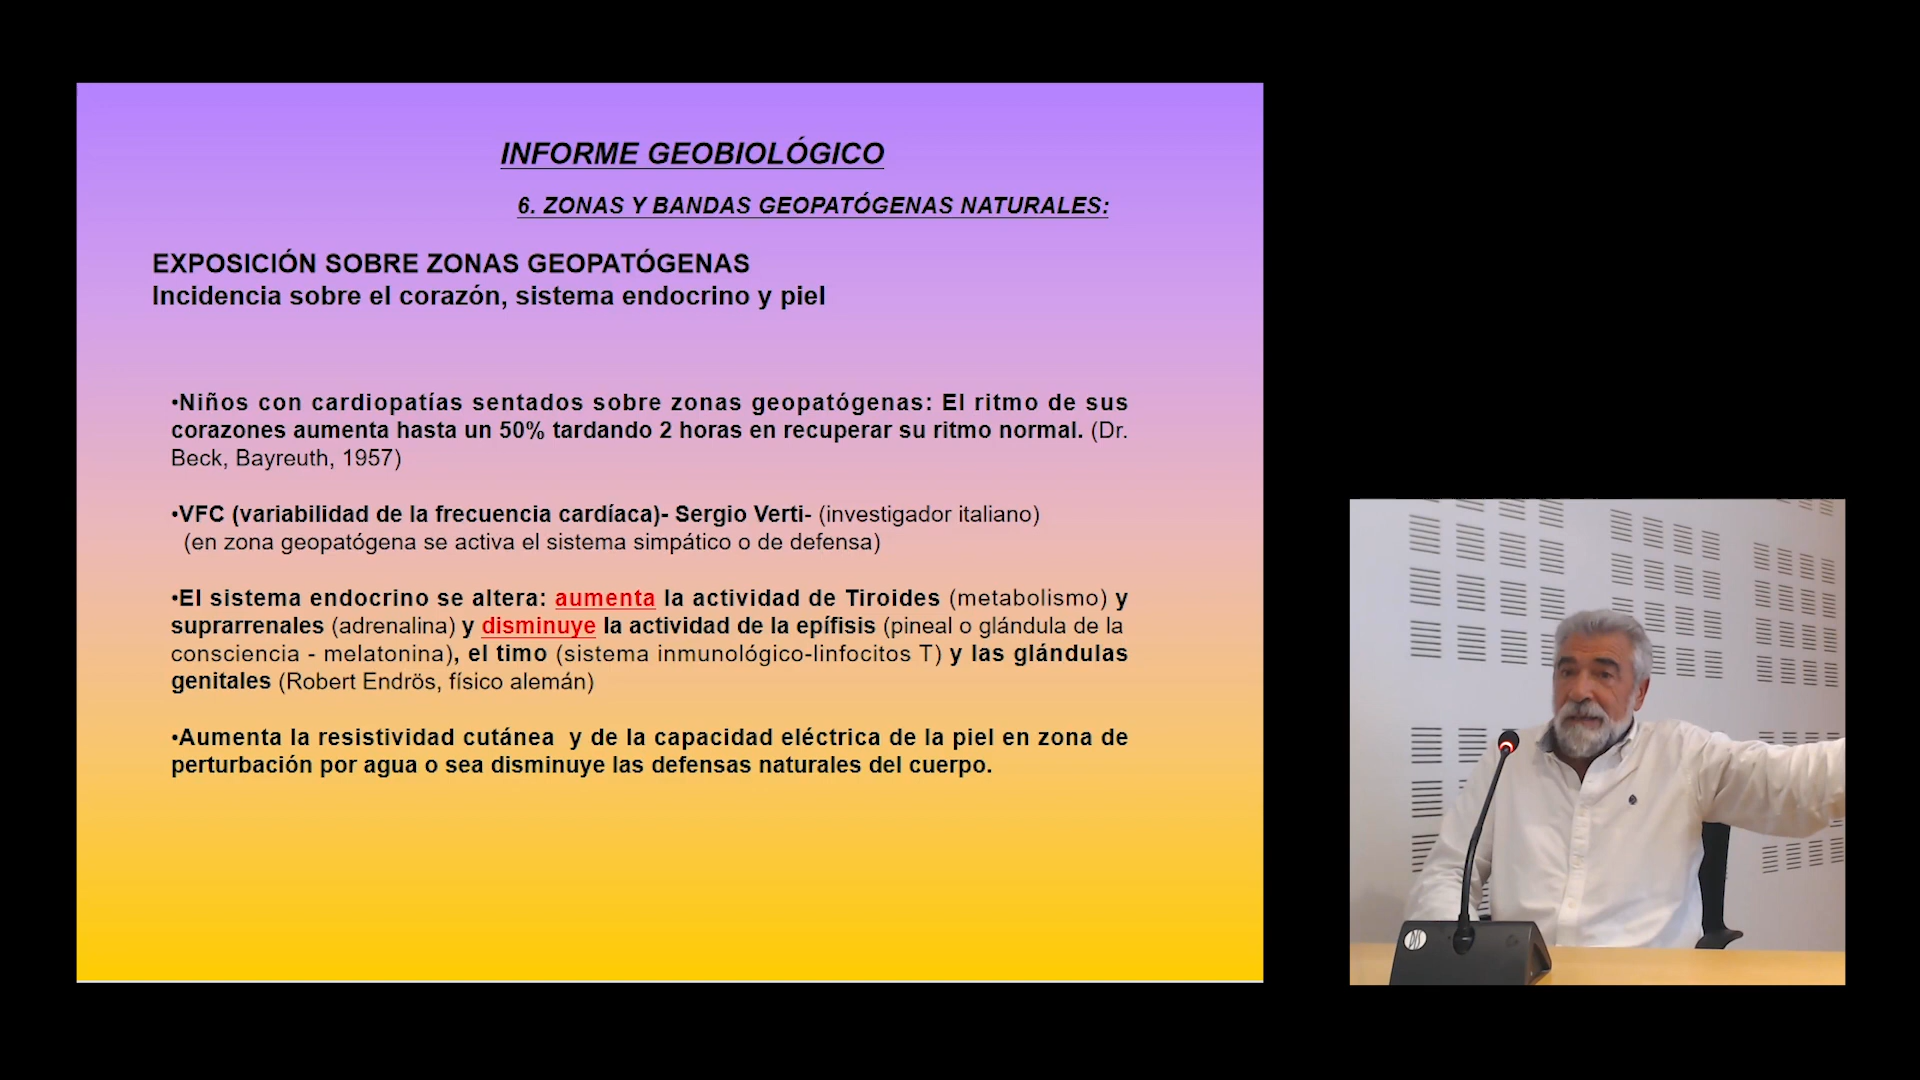 INFORME GEOBIOLÓGICO
6. ZONAS Y BANDAS GEOPATÓGENAS NATURALES:
EXPOSICIÓN SOBRE ZONAS GEOPATÓGENAS
Incidencia sobre el corazón, sistema endocrino y piel
•Niños con cardiopatías sentados sobre zonas geopatógenas: El ritmo de sus
corazones aumenta hasta un 50% tardando 2 horas en recuperar su ritmo normal. (Dr.
Beck, Bayreuth, 1957)
•VFC (variabilidad de la frecuencia cardíaca)- Sergio Verti- (investigador italiano)
(en zona geopatógena se activa el sistema simpático o de defensa)
•El sistema endocrino se altera: aumenta la actividad de Tiroides (metabolismo) y
suprarrenales (adrenalina) y disminuye la actividad de la epífisis (pineal o glándula de la
consciencia - melatonina), el timo (sistema inmunológico-linfocitos T) y las glándulas
genitales (Robert Endrös, físico alemán)
•Aumenta la resistividad cutánea y de la capacidad eléctrica de la piel en zona de
perturbación por agua o sea disminuye las defensas naturales del cuerpo.